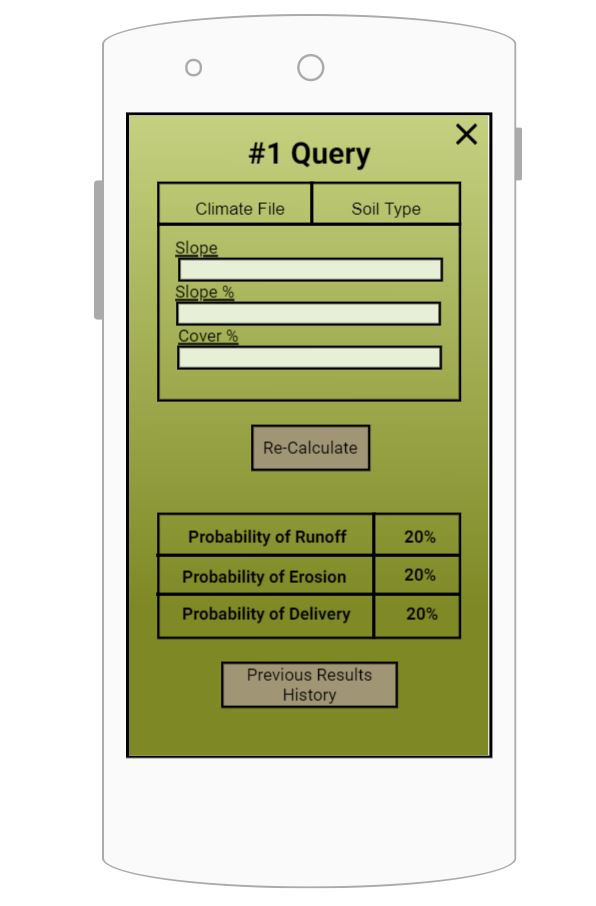 #1 Query
Climate File
Soil Type
Slope
Slope %
Cover %
Re-Calculate
Probability of Runoff
20%
Probability of Erosion
20%
Probability of Delivery
20%
Previous Results
History